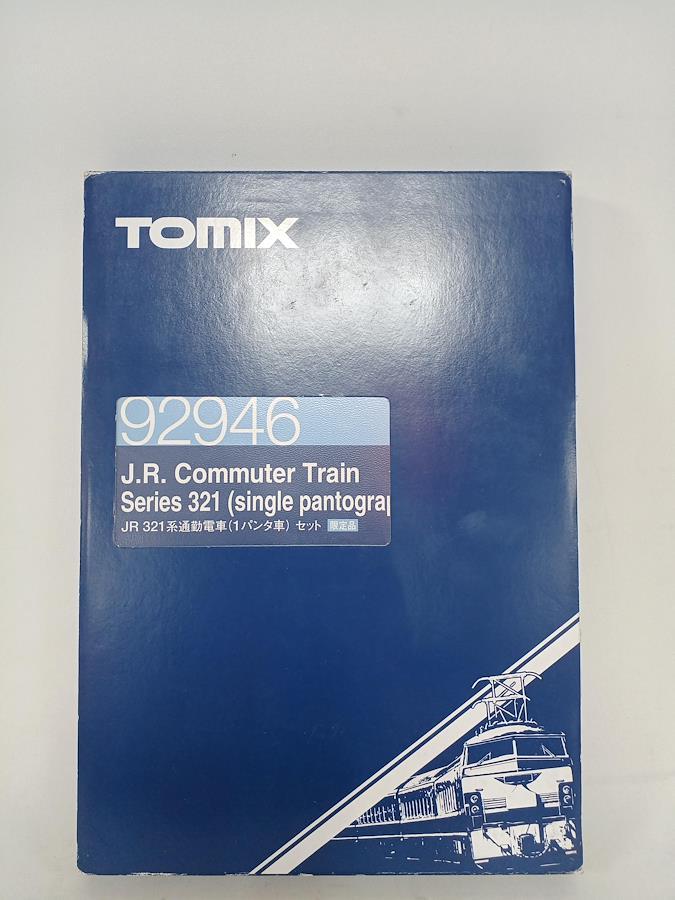 TOMIX
92946
J.R. Commuter Train
Series 321 (single pantogra
JR 321系通勤電車(1パンタ車) セット 限定品